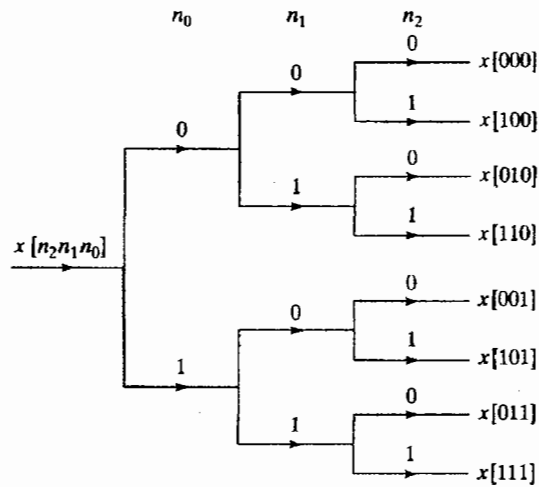 n₀ n₁ n₂
0
0 x[000]
1
x[100]
0
0
x[010]
1
1
x[110]
x [n₂n₁n₀]
0
x[001]
0
1
x[101]
1
0
x[011]
1
1
x[111]